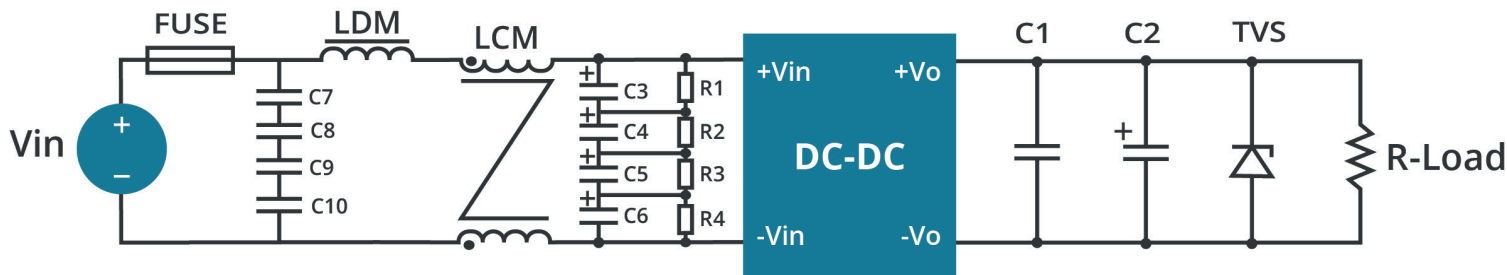 FUSE
LDM
LCM
C1
C2
TVS
Vin
+
−
C7
C8
C9
C10
+
C3
+
C4
+
C5
+
C6
R1
R2
R3
R4
+Vin
+Vo
DC-DC
-Vin
-Vo
+
R-Load